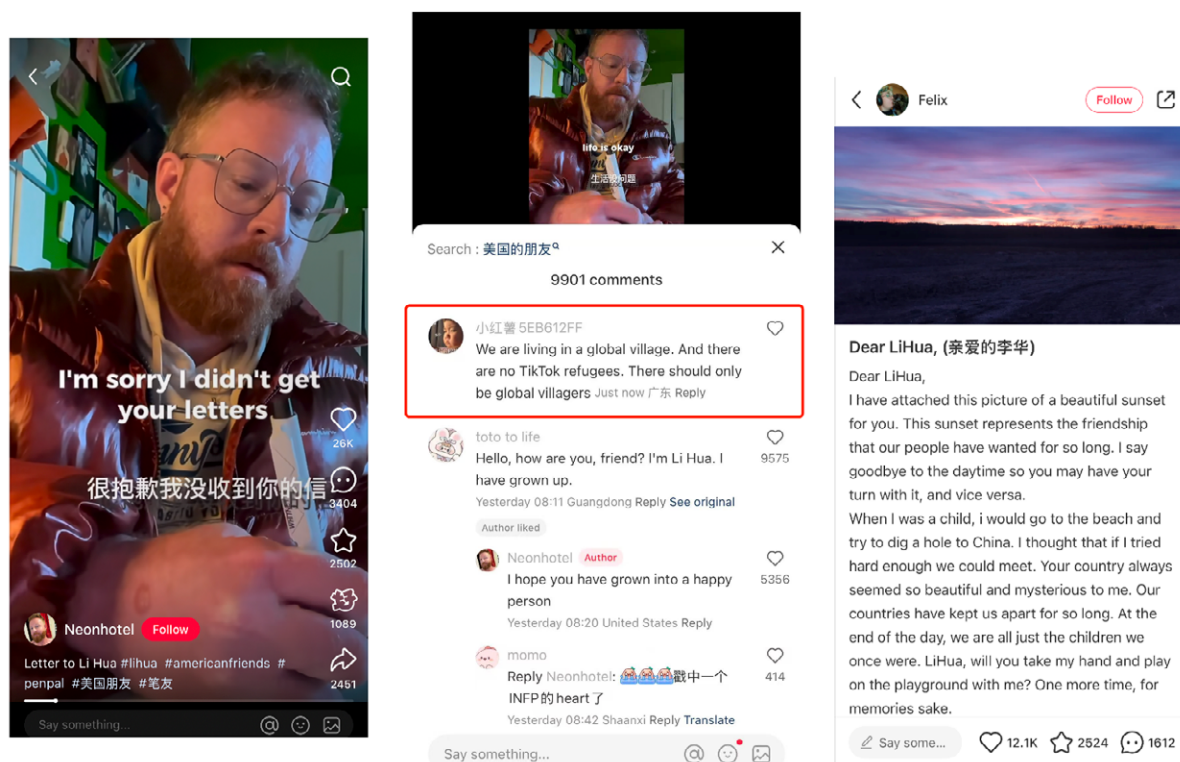 I'm sorry I didn't get
your letters
很抱歉我没收到你的信
26K
3404
2502
1089
2451
Neonhotel
Follow
Letter to Li Hua #lihua #americanfriends #
penpal #美国朋友 #笔友
Say something...
life is okay
生活没问题
Search : 美国的朋友
9901 comments
小红薯 5EB612FF
We are living in a global village. And there
are no TikTok refugees. There should only
be global villagers Just now 广东 Reply
toto to life
Hello, how are you, friend? I'm Li Hua. I
have grown up.
9575
Yesterday 08:11 Guangdong Reply See original
Author liked
Neonhotel Author
I hope you have grown into a happy
person
5356
Yesterday 08:20 United States Reply
momo
Reply Neonhotel: 戳中一个
INFP的heart了
414
Yesterday 08:42 Shaanxi Reply Translate
Say something...
Felix
Follow
Dear LiHua, (亲爱的李华)
Dear LiHua,
I have attached this picture of a beautiful sunset
for you. This sunset represents the friendship
that our people have wanted for so long. I say
goodbye to the daytime so you may have your
turn with it, and vice versa.
When I was a child, i would go to the beach and
try to dig a hole to China. I thought that if I tried
hard enough we could meet. Your country always
seemed so beautiful and mysterious to me. Our
countries have kept us apart for so long. At the
end of the day, we are all just the children we
once were. LiHua, will you take my hand and play
on the playground with me? One more time, for
memories sake.
Say some...
12.1K
2524
1612